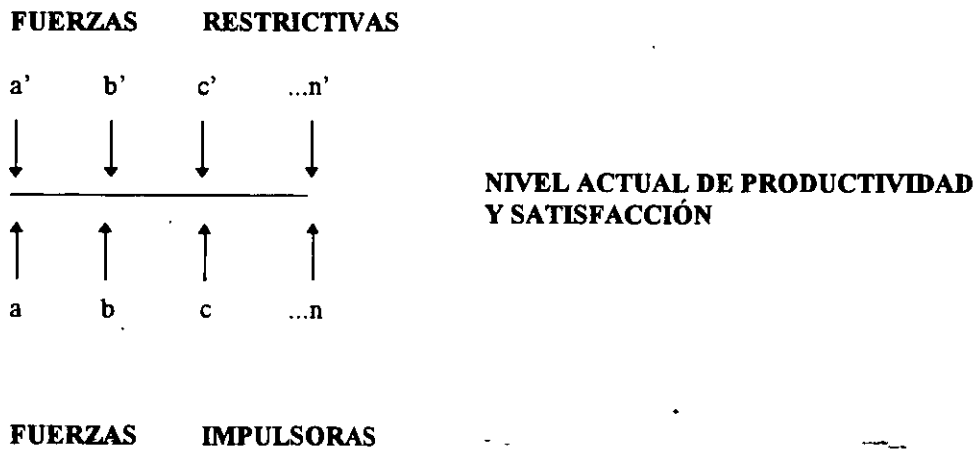 FUERZAS RESTRICTIVAS
a’ b’ c’ ...n’
NIVEL ACTUAL DE PRODUCTIVIDAD
Y SATISFACCIÓN
a b c ...n
FUERZAS IMPULSORAS